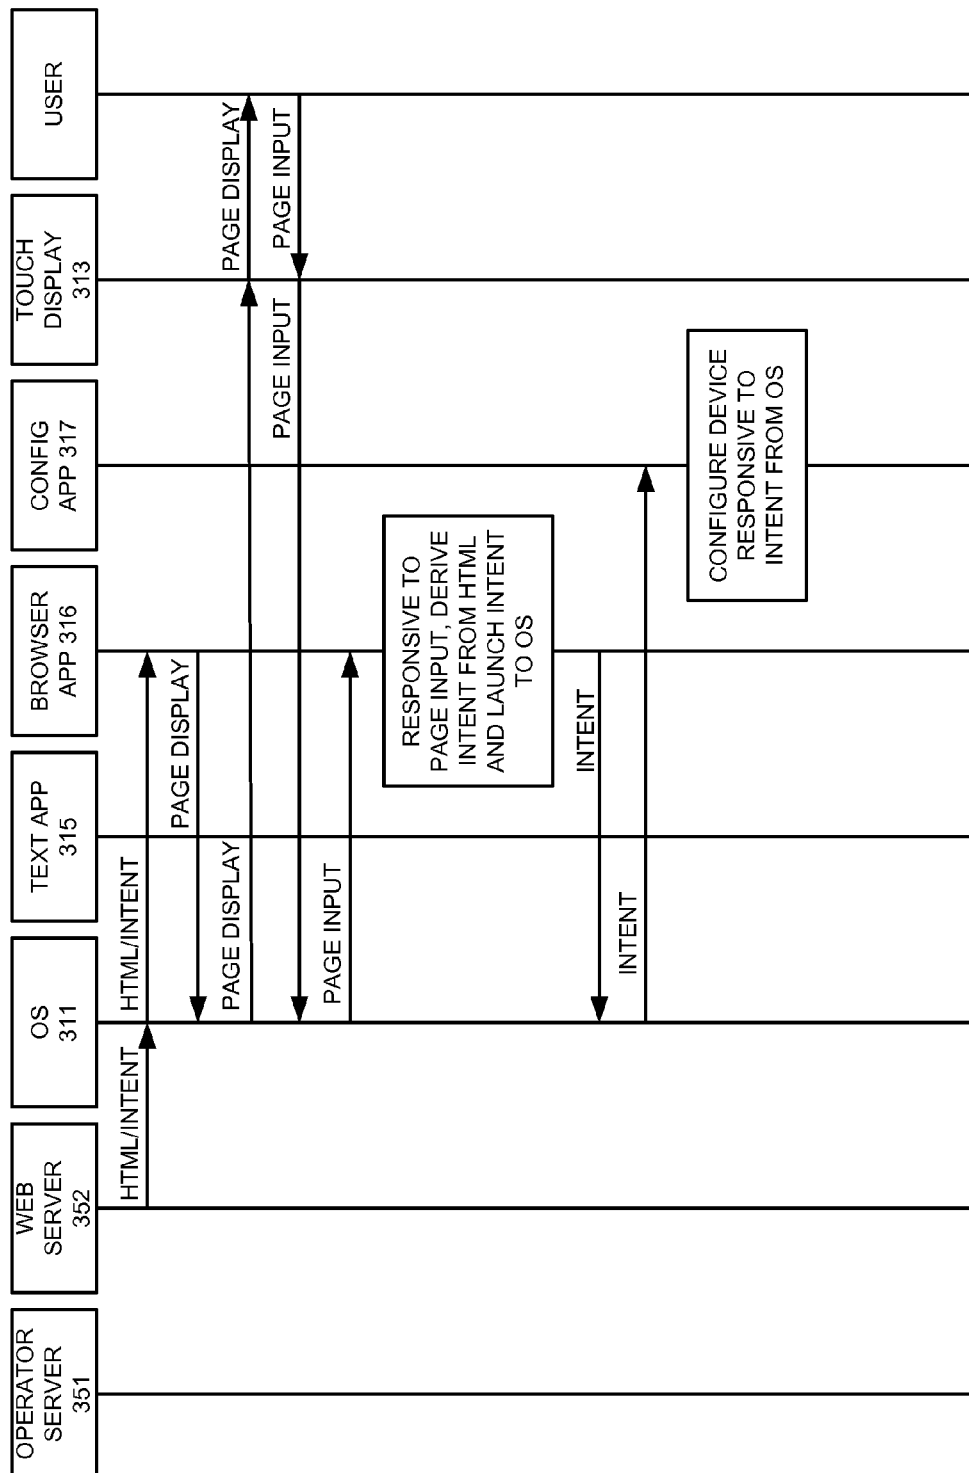 OPERATOR
SERVER
351
WEB
SERVER
352
OS
311
TEXT APP
315
BROWSER
APP 316
CONFIG
APP 317
TOUCH
DISPLAY
313
USER
HTML/INTENT
HTML/INTENT
PAGE DISPLAY
PAGE DISPLAY
PAGE DISPLAY
PAGE INPUT
PAGE INPUT
PAGE INPUT
RESPONSIVE TO
PAGE INPUT, DERIVE
INTENT FROM HTML
AND LAUNCH INTENT
TO OS
INTENT
INTENT
CONFIGURE DEVICE
RESPONSIVE TO
INTENT FROM OS